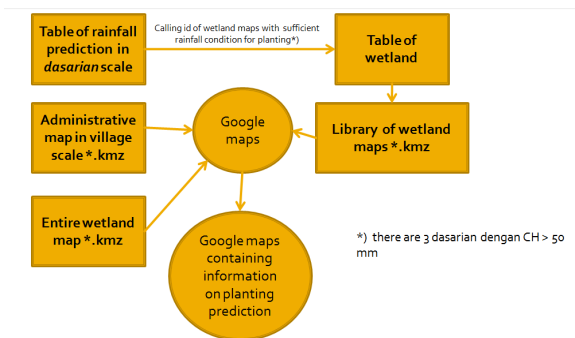 Table of rainfall
prediction in
dasarian scale
Calling id of wetland maps with sufficient
rainfall condition for planting*)
Table of
wetland
Administrative
map in village
scale *.kmz
Google
maps
Library of wetland
maps *.kmz
Entire wetland
map *.kmz
Google maps
containing
information
on planting
prediction
*) there are 3 dasarian dengan CH > 50
mm